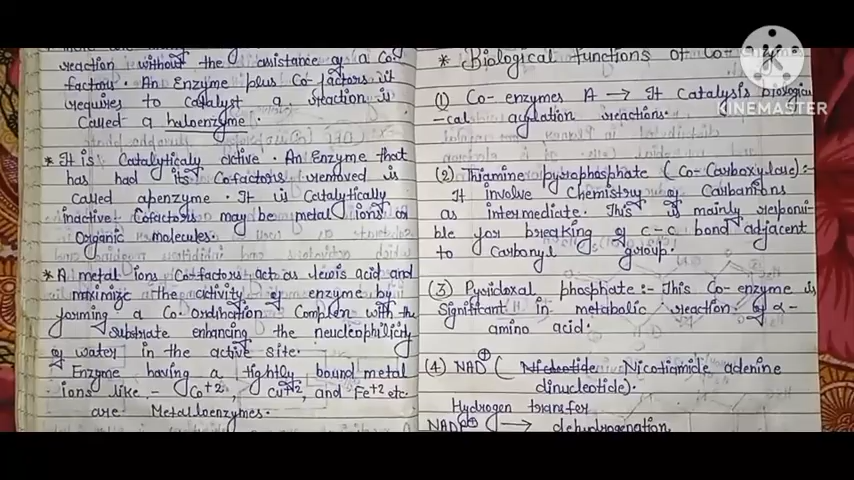 reaction without the assistance of a Co-
factors. An Enzyme plus Co-factors it
requires to catalyst a reaction is
Called a haloenzyme.
* It is Catalyticaly active. An Enzyme that
has had its Cofactors removed is
called apenzyme. It is Catalytically
inactive. Cofactors may be metal ions or
Organic molecules.
* A metal ions Cofactors act as lewis acid and
maximize the activity of enzyme by
forming a Co-ordination Complex with the
Substrate enhancing the neucleophilicity
of water in the active site.
Enzyme having a tightly bound metal
ions like - Co+2, Cu+2, and Fe+2 etc.
are Metalloenzymes.
* Biological functions of Co-
(1) Co-enzymes A → It Catalysis biologi
-cal acylation reactions.
(2) Thiamine pyrophosphate (Co-Carboxylase):-
It involve Chemistry of Carbanions
as intermediate. This is mainly responsi-
ble for breaking of C-C bond adjacent
to Carbonyl group.
(3) Pyridoxal phosphate:- This Co-enzyme is
significant in metabolic reaction of α-
amino acid.
(4) NAD⊕ ( Nicotiamide adenine
dinucleotide).
Hydrogen transfer
NAD⊕ → dehydrogenation
KINEMASTER